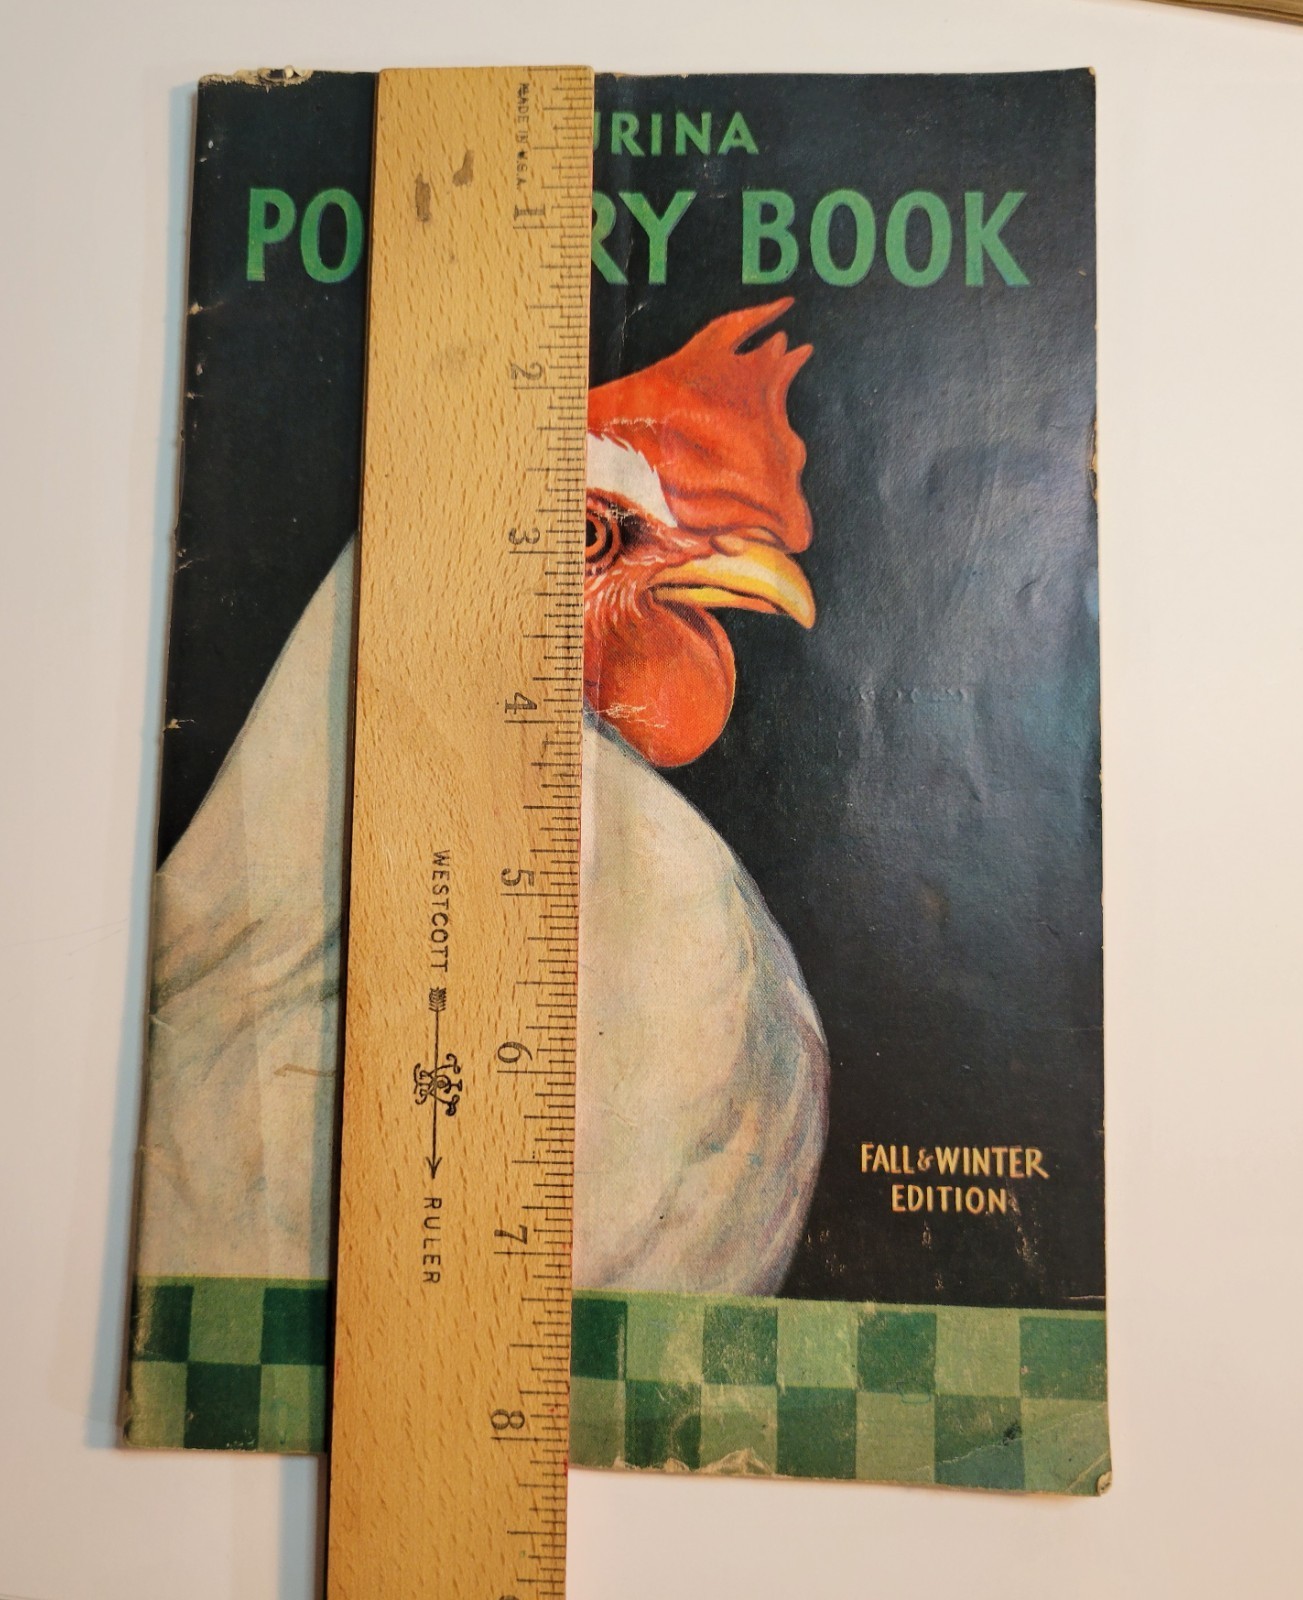 URINA
PO RY BOOK
FALL & WINTER
EDITION
MADE IN U.S.A.
1
2
3
4
5
6
7
8
WESTCOTT
RULER